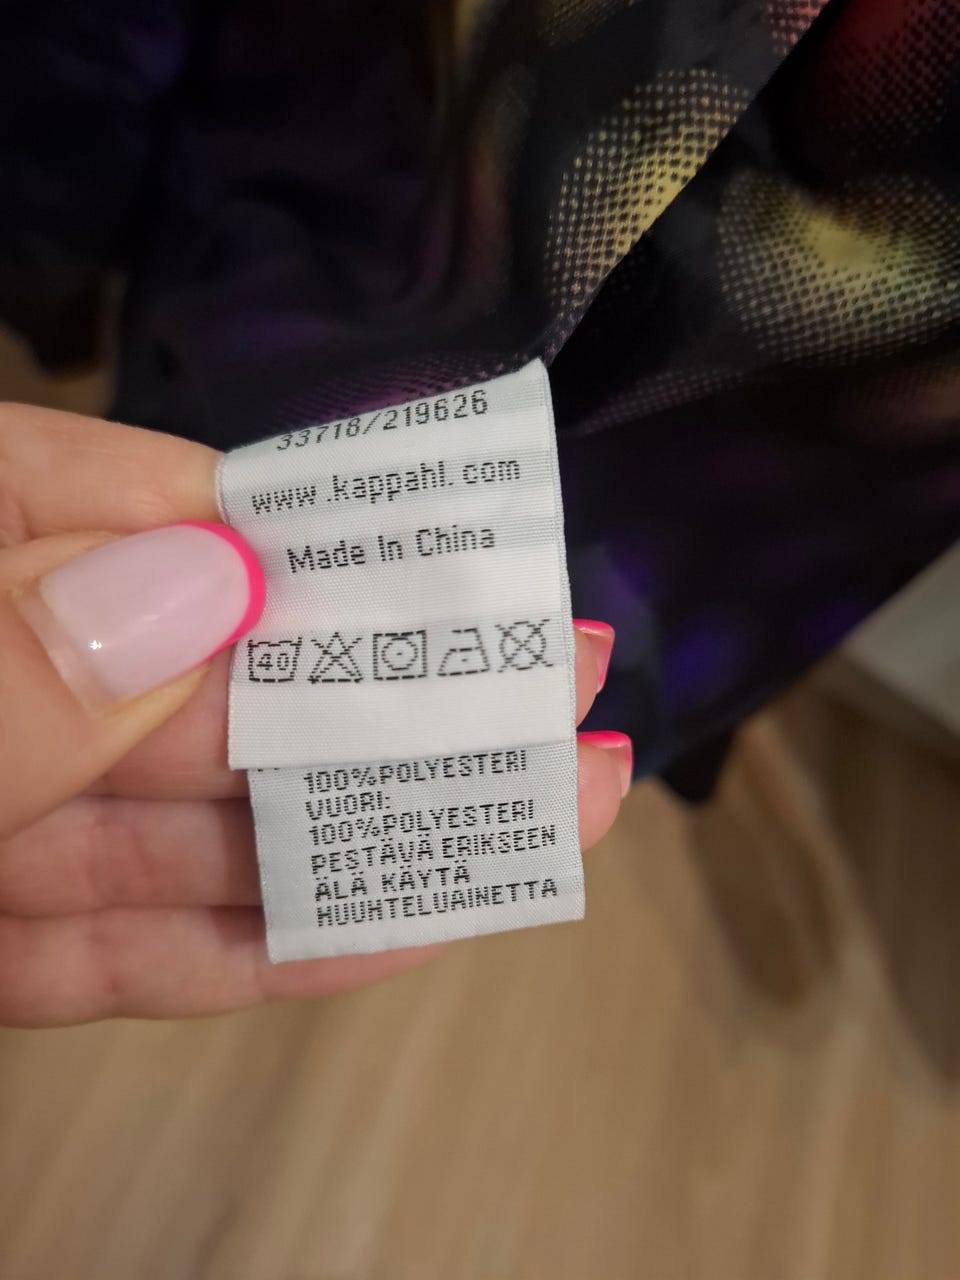 33718/219626
www.kappahl.com
Made In China
40
100%POLYESTERI
VUORI:
100%POLYESTERI
PESTÄVÄ ERIKSEEN
ÄLÄ KÄYTÄ
HUUHTELUAINETTA